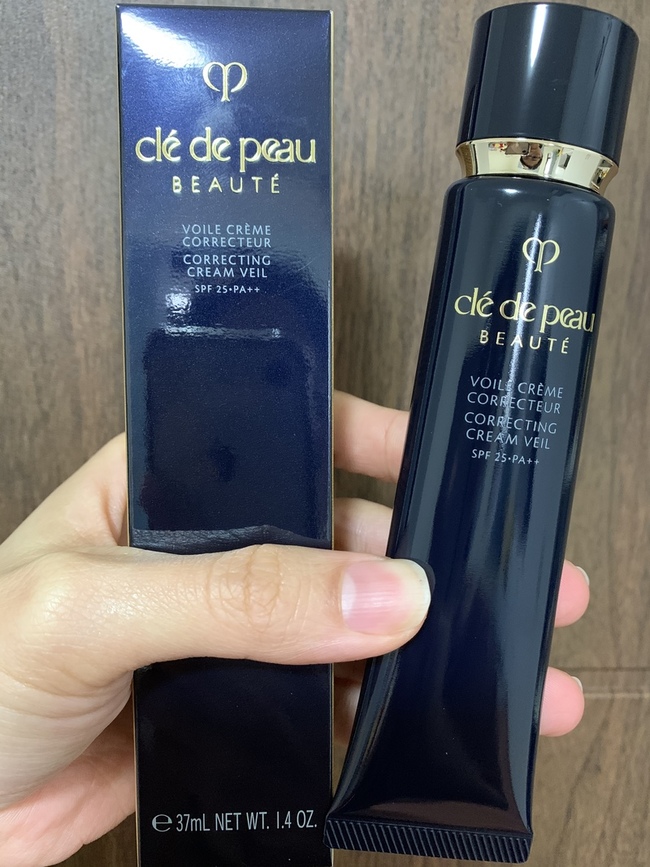 clé de peau
BEAUTÉ
VOILE CRÈME
CORRECTEUR
CORRECTING
CREAM VEIL
SPF 25•PA++
℮ 37mL NET WT. 1.4 OZ.
clé de peau
BEAUTÉ
VOILE CRÈME
CORRECTEUR
CORRECTING
CREAM VEIL
SPF 25•PA++